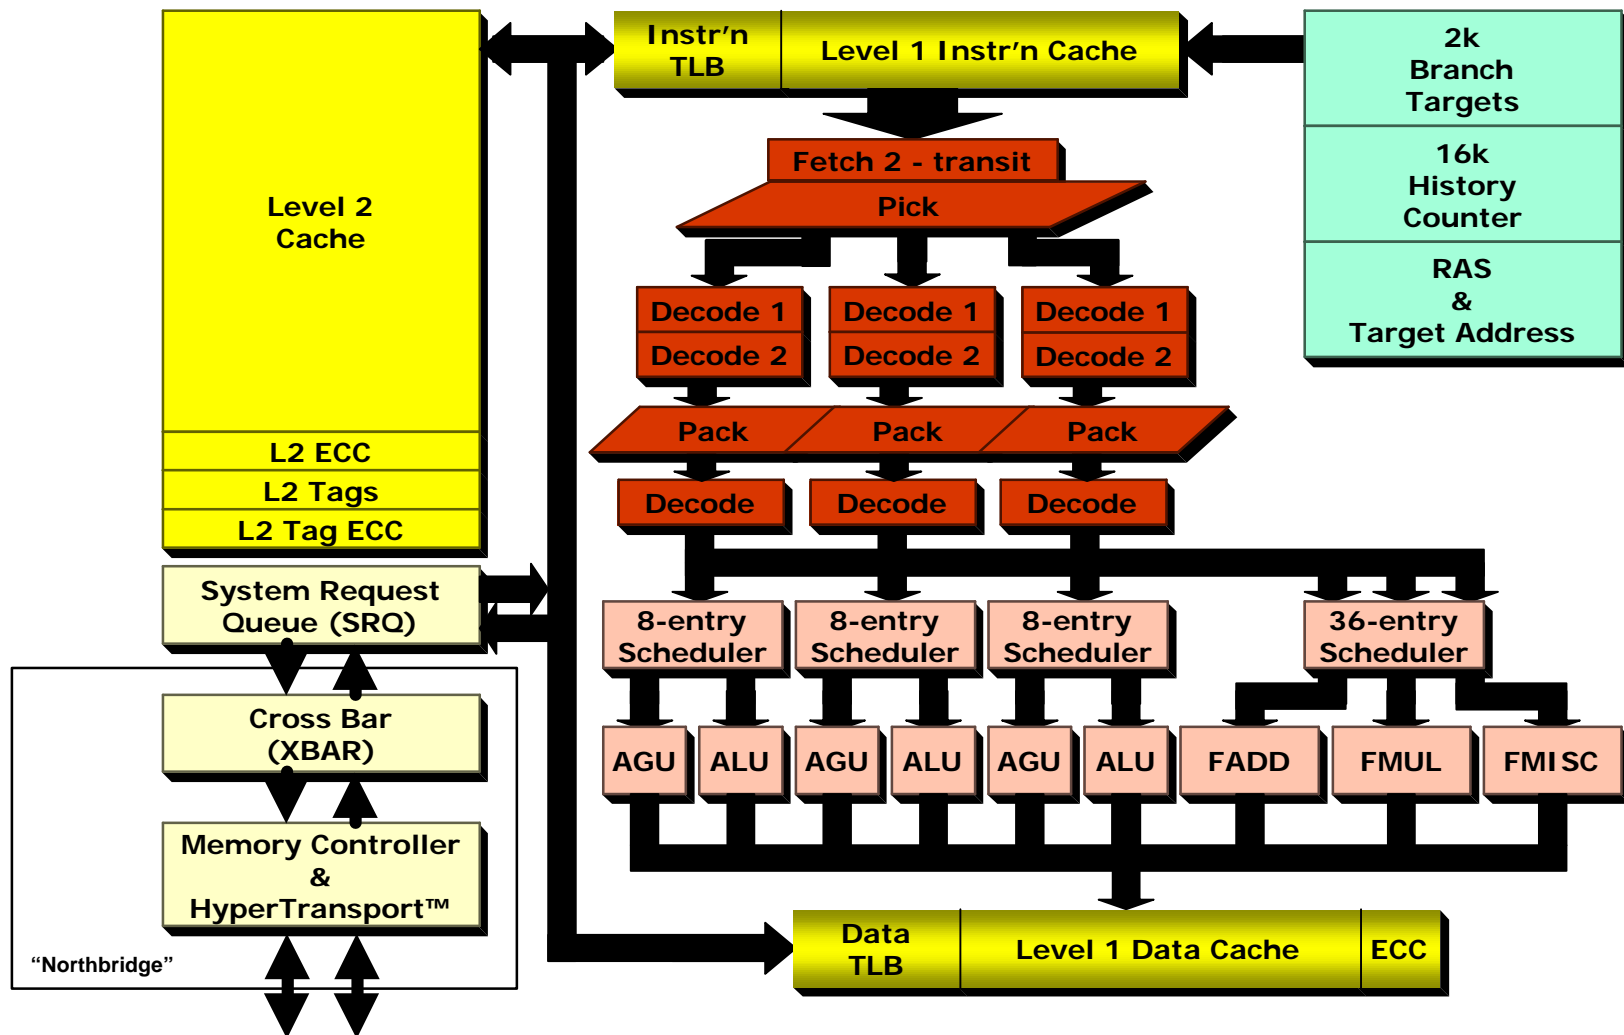 Instr'n
TLB
Level 1 Instr'n Cache
2k
Branch
Targets
16k
History
Counter
RAS
&
Target Address
Level 2
Cache
L2 ECC
L2 Tags
L2 Tag ECC
Fetch 2 - transit
Pick
Decode 1
Decode 1
Decode 1
Decode 2
Decode 2
Decode 2
Pack
Pack
Pack
Decode
Decode
Decode
System Request
Queue (SRQ)
8-entry
Scheduler
8-entry
Scheduler
8-entry
Scheduler
36-entry
Scheduler
Cross Bar
(XBAR)
AGU
ALU
AGU
ALU
AGU
ALU
FADD
FMUL
FMISC
Memory Controller
&
HyperTransport™
“Northbridge”
Data
TLB
Level 1 Data Cache
ECC